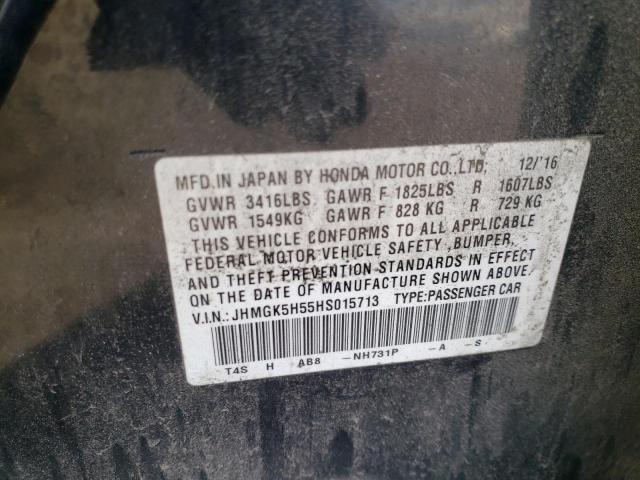 MFD. IN JAPAN BY HONDA MOTOR CO., LTD. 12/'16
GVWR 3416LBS GAWR F 1825LBS R 1607LBS
GVWR 1549KG GAWR F 828 KG R 729 KG
THIS VEHICLE CONFORMS TO ALL APPLICABLE
FEDERAL MOTOR VEHICLE SAFETY ,BUMPER,
AND THEFT PREVENTION STANDARDS IN EFFECT
ON THE DATE OF MANUFACTURE SHOWN ABOVE.
V.I.N.:JHMGK5H55HS015713 TYPE:PASSENGER CAR
T4S H AB8 -NH731P -A -S